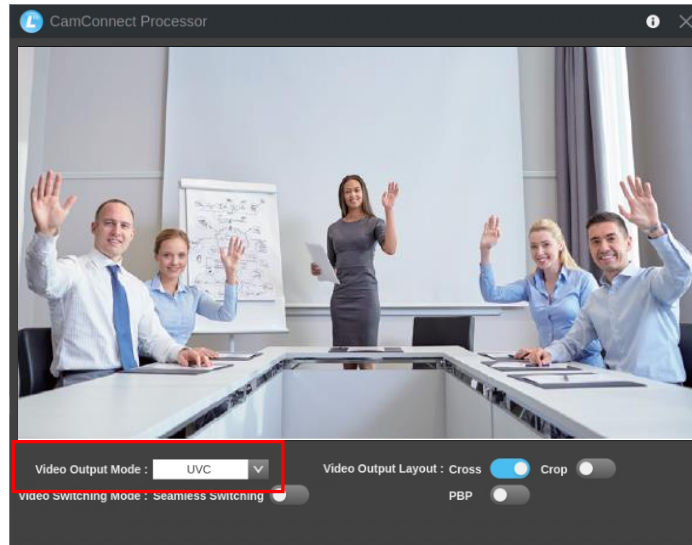 CamConnect Processor
Video Output Mode : UVC
Video Output Layout : Cross Crop
Video Switching Mode : Seamless Switching
PBP